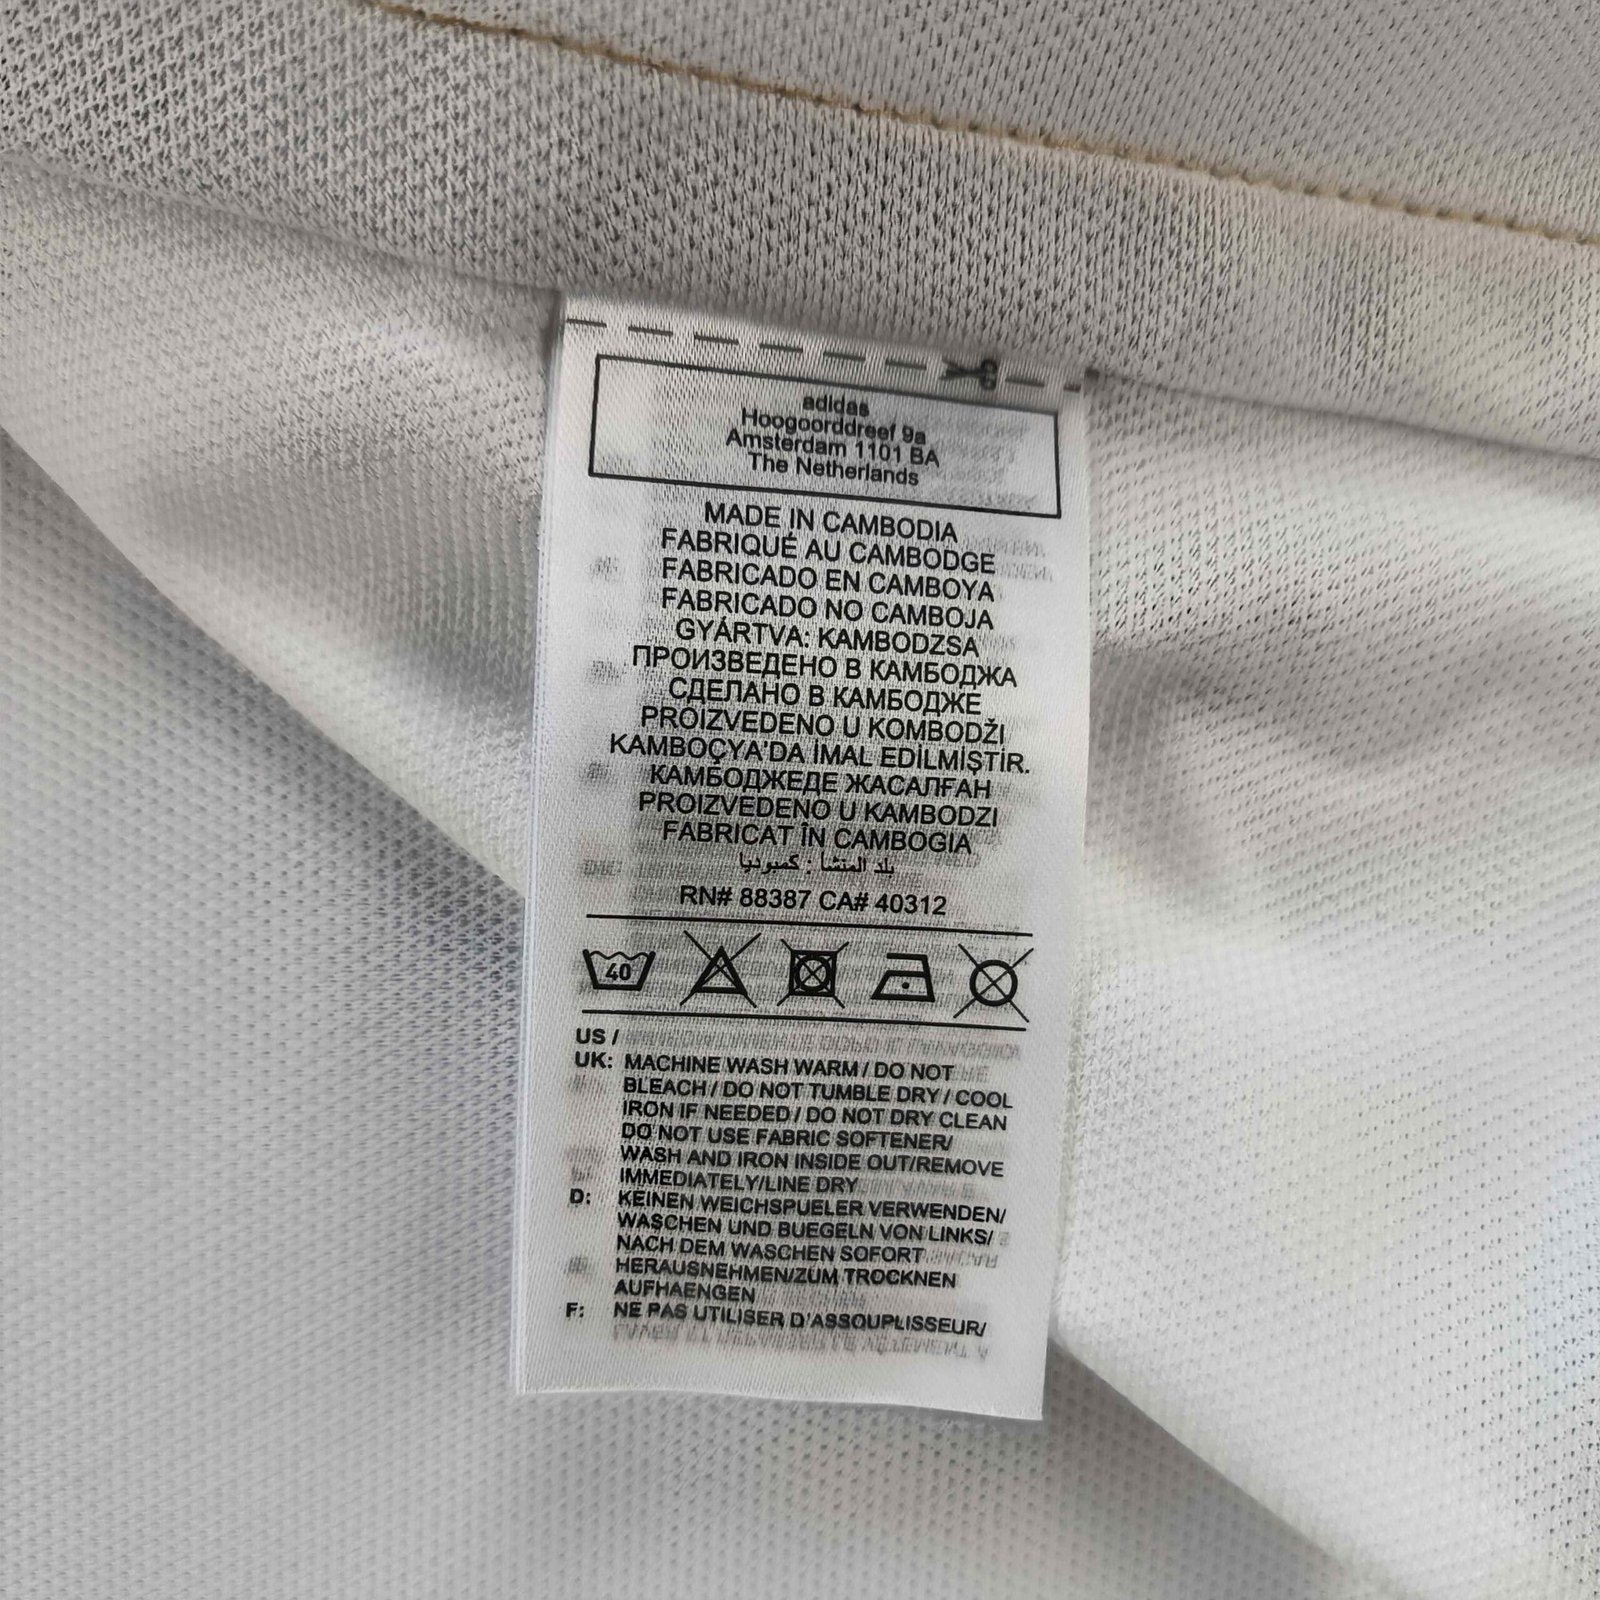 adidas
Hoogoorddreef 9a
Amsterdam 1101 BA
The Netherlands
MADE IN CAMBODIA
FABRIQUÉ AU CAMBODGE
FABRICADO EN CAMBOYA
FABRICADO NO CAMBOJA
GYÁRTVA: KAMBODZSA
ПРОИЗВЕДЕНО В КАМБОДЖА
СДЕЛАНО В КАМБОДЖЕ
PROIZVEDENO U KOMBODŽI
KAMBOÇYA'DA İMAL EDİLMİŞTİR.
КАМБОДЖЕДЕ ЖАСАЛҒАН
PROIZVEDENO U KAMBODZI
FABRICAT ÎN CAMBOGIA
بلد المنشأ : كمبوديا
RN# 88387 CA# 40312
40
US /
UK: MACHINE WASH WARM / DO NOT
BLEACH / DO NOT TUMBLE DRY / COOL
IRON IF NEEDED / DO NOT DRY CLEAN
DO NOT USE FABRIC SOFTENER/
WASH AND IRON INSIDE OUT/REMOVE
IMMEDIATELY/LINE DRY
D: KEINEN WEICHSPUELER VERWENDEN/
WASCHEN UND BUEGELN VON LINKS/
NACH DEM WASCHEN SOFORT
HERAUSNEHMEN/ZUM TROCKNEN
AUFHAENGEN
F: NE PAS UTILISER D'ASSOUPLISSEUR/